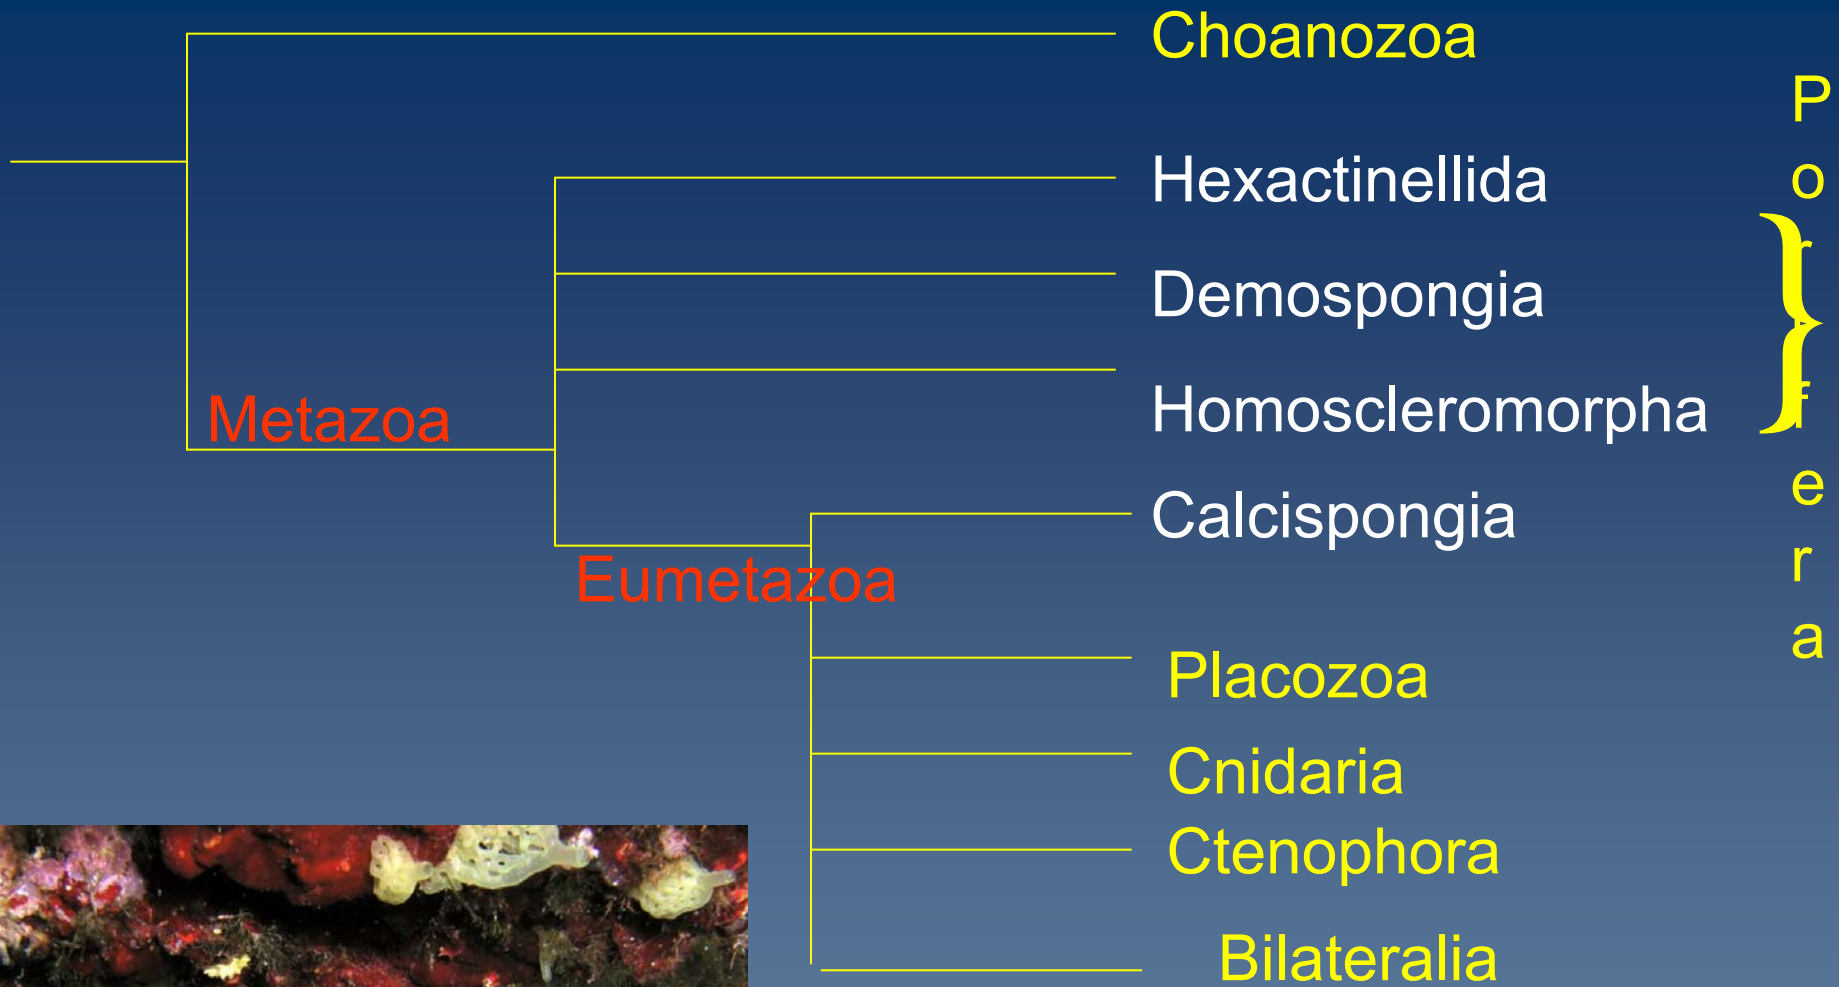 Choanozoa
Hexactinellida
Demospongia
Homoscleromorpha
Calcispongia
Placozoa
Cnidaria
Ctenophora
Bilateralia
Metazoa
Eumetazoa
Porifera